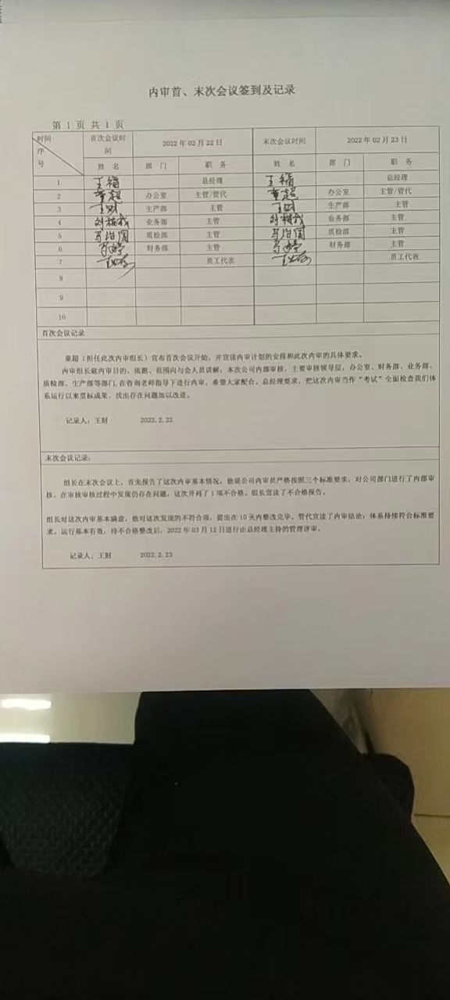 内审首、末次会议签到及记录
第 1 页 共 1 页
时间 序号 首次会议时间 2022 年 02 月 22 日 末次会议时间 2022 年 02 月 23 日
姓 名 部 门 职 务 姓 名 部 门 职 务
1 王福 总经理 王福 总经理
2 童超 办公室 主管/管代 童超 办公室 主管/管代
3 王财 生产部 主管 王财 生产部 主管
4 业务部 主管 业务部 主管
5 质检部 主管 质检部 主管
6 财务部 主管 财务部 主管
7 员工代表 员工代表
8
9
10
首次会议记录
童超（担任此次内审组长）宣布首次会议开始，并宣读内审计划的安排和此次内审的具体要求。
内审组长就内审目的、依据、范围向与会人员讲解，本次公司内部审核，主要审核领导层，办公室、财务部、业务部、
质检部、生产部等部门,在咨询老师指导下进行内审，希望大家配合。总经理要求，把这次内审当作“考试”全面检查我们体
系运行以来贯标成果，找出存在问题加以改进。
记录人：王财 2022.2.22
末次会议记录：
组长在末次会议上，首先报告了这次内审基本情况，他说公司内审员严格按照三个标准要求，对公司部门进行了内部审
核，在审核审核过程中发现仍存在问题，这次开列了 1 项不合格。组长宣读了不合格报告。
组长对这次内审基本满意，他对这次发现的不符合项，提出在 10 天内整改完毕。管代宣读了内审结论：体系持续符合标准要
求，运行基本有效，待不合格整改后，2022 年 03 月 12 日进行由总经理主持的管理评审。
记录人：王财 2022.2.23